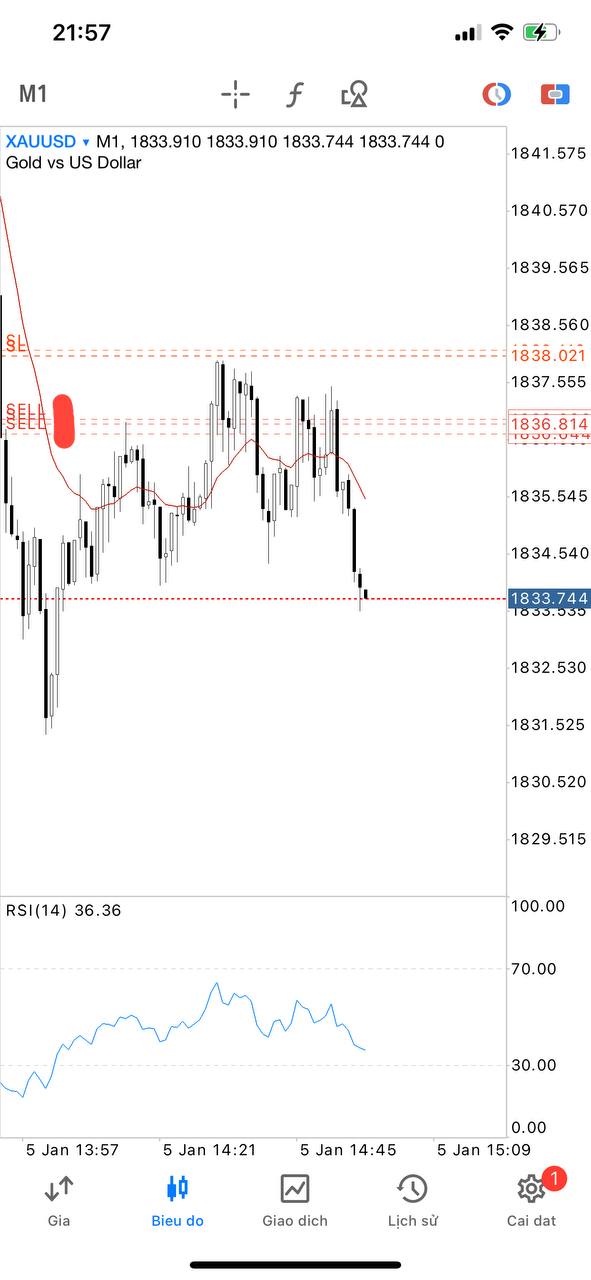 21:57
M1
XAUUSD ▾ M1, 1833.910 1833.910 1833.744 1833.744 0
Gold vs US Dollar
1841.575
1840.570
1839.565
1838.560
SL
1838.021
1837.555
SELL
SELL
1836.814
1835.545
1834.540
1833.744
1833.535
1832.530
1831.525
1830.520
1829.515
RSI(14) 36.36
100.00
70.00
30.00
0.00
5 Jan 13:57
5 Jan 14:21
5 Jan 14:45
5 Jan 15:09
1
Gia
Bieu do
Giao dich
Lịch sử
Cai dat